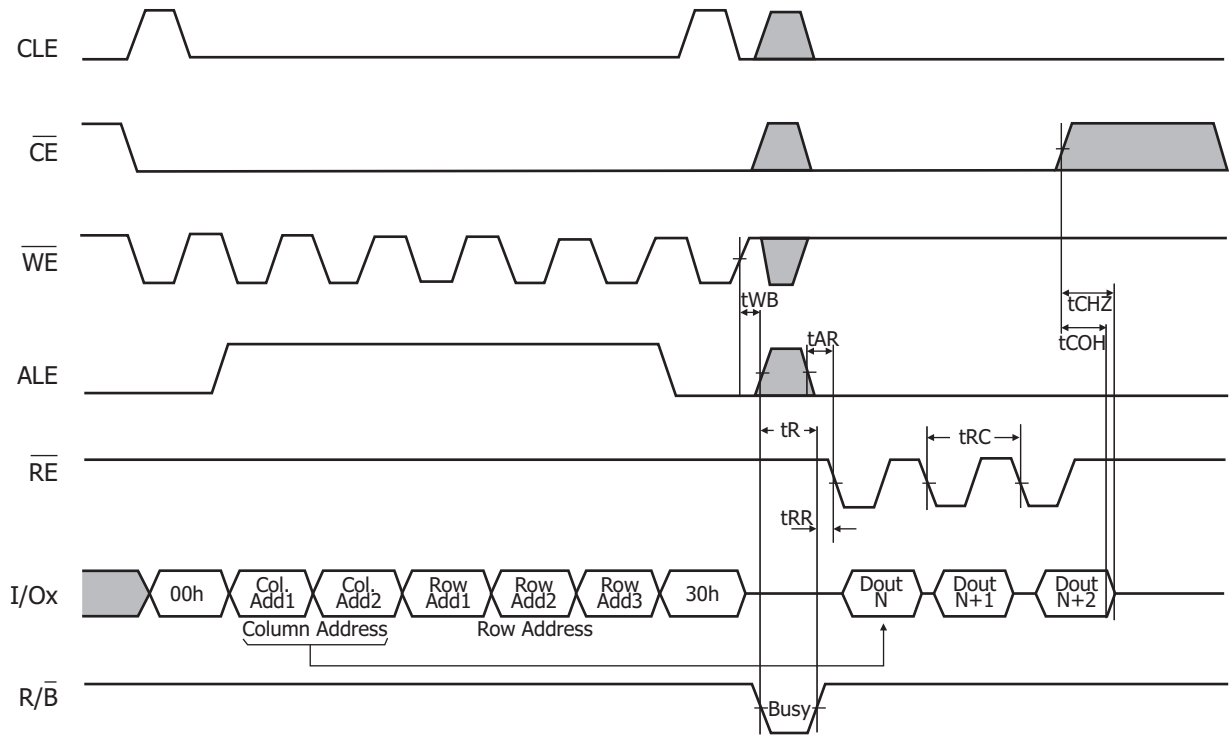 CLE
CE
WE
tWB
tCHZ
tCOH
tAR
ALE
tR
tRC
RE
tRR
I/Ox
00h
Col.
Add1
Col.
Add2
Row
Add1
Row
Add2
Row
Add3
30h
Dout
N
Dout
N+1
Dout
N+2
Column Address
Row Address
R/B
Busy